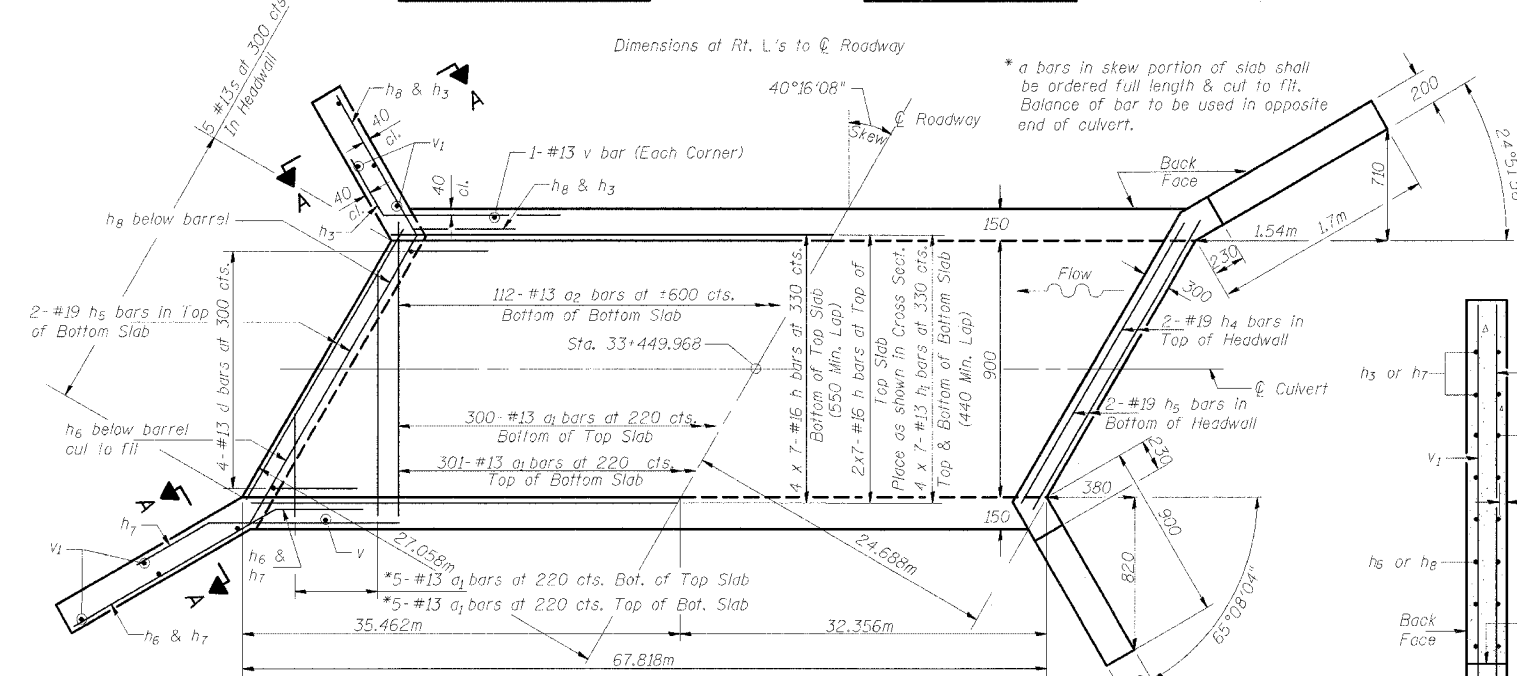 Dimensions at Rt. L's to ℄ Roadway
5 #13 s at 300 cts.
In Headwall
h8 & h3
A
40
cl.
v1
A
40
cl.
h3
1- #13 v bar (Each Corner)
40
cl.
h8 & h3
40°16'08"
Skew
℄ Roadway
* a bars in skew portion of slab shall
be ordered full length & cut to fit.
Balance of bar to be used in opposite
end of culvert.
Back
Face
200
710
1.54m
1.7m
230
300
h8 below barrel
2- #19 h5 bars in Top
of Bottom Slab
4- #13 d bars at 300 cts.
h6 below barrel
cut to fit
112- #13 a2 bars at ±600 cts.
Bottom of Bottom Slab
Sta. 33+449.968
300- #13 a1 bars at 220 cts.
Bottom of Top Slab
301- #13 a1 bars at 220 cts.
Top of Bottom Slab
4 x 7- #16 h bars at 330 cts.
Bottom of Top Slab
(550 Min. Lap)
2x7- #16 h bars at Top of
Top Slab
Place as shown in Cross Sect.
4 x 7- #13 h1 bars at 330 cts.
Top & Bottom of Bottom Slab
(440 Min. Lap)
150
900
150
Flow
2- #19 h4 bars in
Top of Headwall
℄ Culvert
2- #19 h5 bars in
Bottom of Headwall
230
380
900
820
65°08'04"
A
h7
v1
A
h6 & h7
h6 &
h7
v
27.058m
24.688m
*5- #13 a1 bars at 220 cts. Bot. of Top Slab
*5- #13 a1 bars at 220 cts. Top of Bot. Slab
35.462m
32.356m
67.818m
h3 or h7
v1
h6 or h8
Back
Face